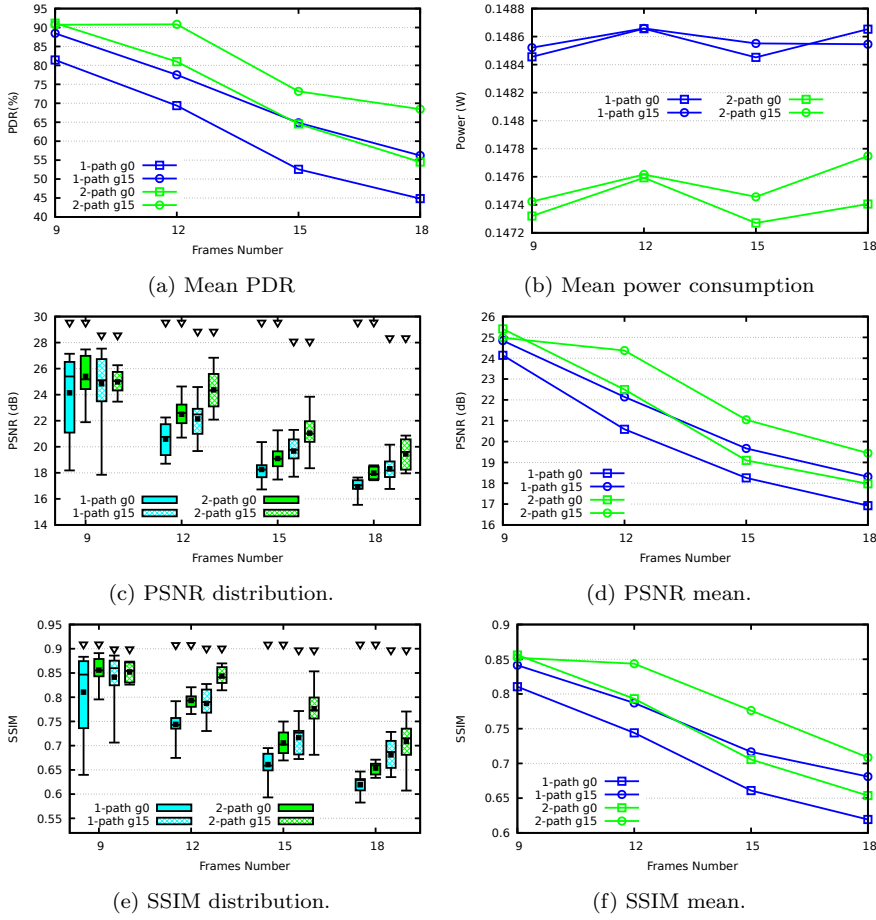 95
90
85
80
75
70
65
60
55
50
45
40
PDR(%)
1-path g0
1-path g15
2-path g0
2-path g15
9 12 15 18
Frames Number
(a) Mean PDR
0.1488
0.1486
0.1484
0.1482
0.148
0.1478
0.1476
0.1474
0.1472
Power (W)
1-path g0 2-path g0
1-path g15 2-path g15
9 12 15 18
Frames Number
(b) Mean power consumption
30
28
26
24
22
20
18
16
14
PSNR (dB)
1-path g0 2-path g0
1-path g15 2-path g15
9 12 15 18
Frames Number
(c) PSNR distribution.
26
25
24
23
22
21
20
19
18
17
16
PSNR (dB)
1-path g0
1-path g15
2-path g0
2-path g15
9 12 15 18
Frames Number
(d) PSNR mean.
0.95
0.9
0.85
0.8
0.75
0.7
0.65
0.6
0.55
SSIM
1-path g0 2-path g0
1-path g15 2-path g15
9 12 15 18
Frames Number
(e) SSIM distribution.
0.9
0.85
0.8
0.75
0.7
0.65
0.6
SSIM
1-path g0
1-path g15
2-path g0
2-path g15
9 12 15 18
Frames Number
(f) SSIM mean.